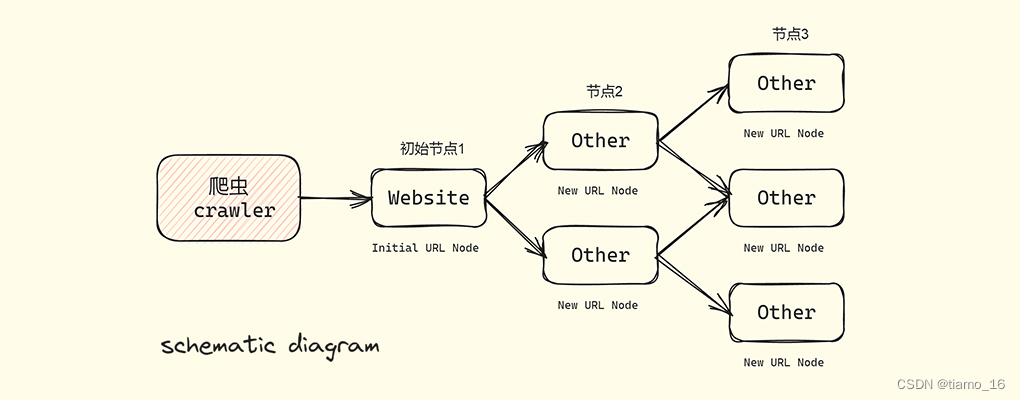 节点3
Other
New URL Node
节点2
Other
New URL Node
初始节点1
Website
Initial URL Node
爬虫
crawler
Other
New URL Node
Other
New URL Node
Other
New URL Node
schematic diagram
CSDN @tiamo_16